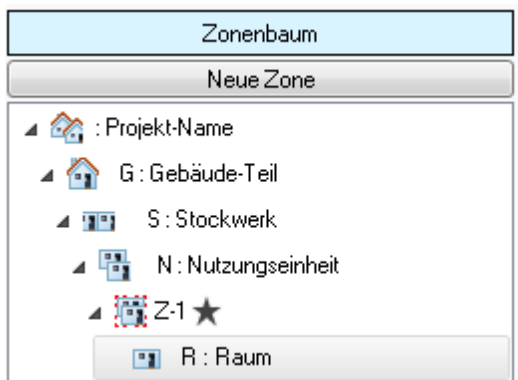 Zonenbaum
Neue Zone
: Projekt-Name
G : Gebäude-Teil
S : Stockwerk
N : Nutzungseinheit
Z-1 ★
R : Raum